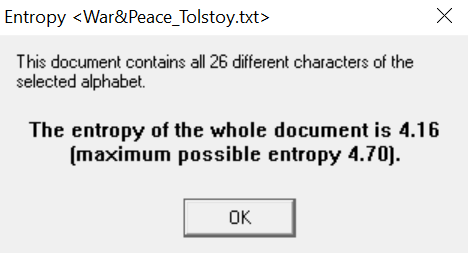 Entropy <War&Peace_Tolstoy.txt>
This document contains all 26 different characters of the
selected alphabet.
The entropy of the whole document is 4.16
(maximum possible entropy 4.70).
OK